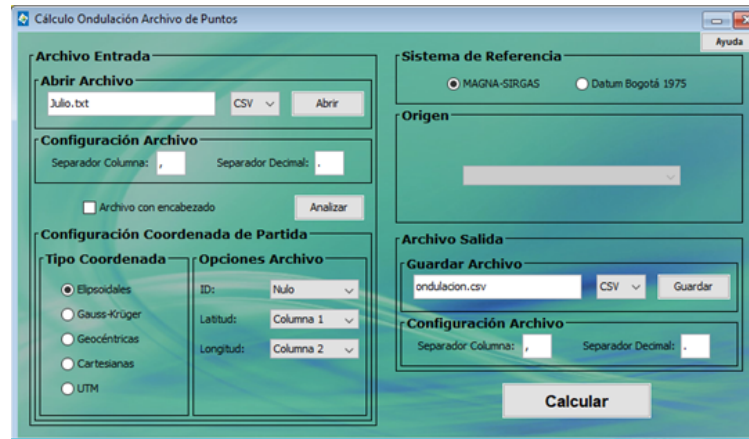 Cálculo Ondulación Archivo de Puntos
Ayuda
Archivo Entrada
Abrir Archivo
Julio.txt
CSV
Abrir
Configuración Archivo
Separador Columna: ,
Separador Decimal: .
Archivo con encabezado
Analizar
Configuración Coordenada de Partida
Tipo Coordenada
Elipsoidales
Gauss-Krüger
Geocéntricas
Cartesianas
UTM
Opciones Archivo
ID: Nulo
Latitud: Columna 1
Longitud: Columna 2
Sistema de Referencia
MAGNA-SIRGAS
Datum Bogotá 1975
Origen
Archivo Salida
Guardar Archivo
ondulacion.csv
CSV
Guardar
Configuración Archivo
Separador Columna: ,
Separador Decimal: .
Calcular